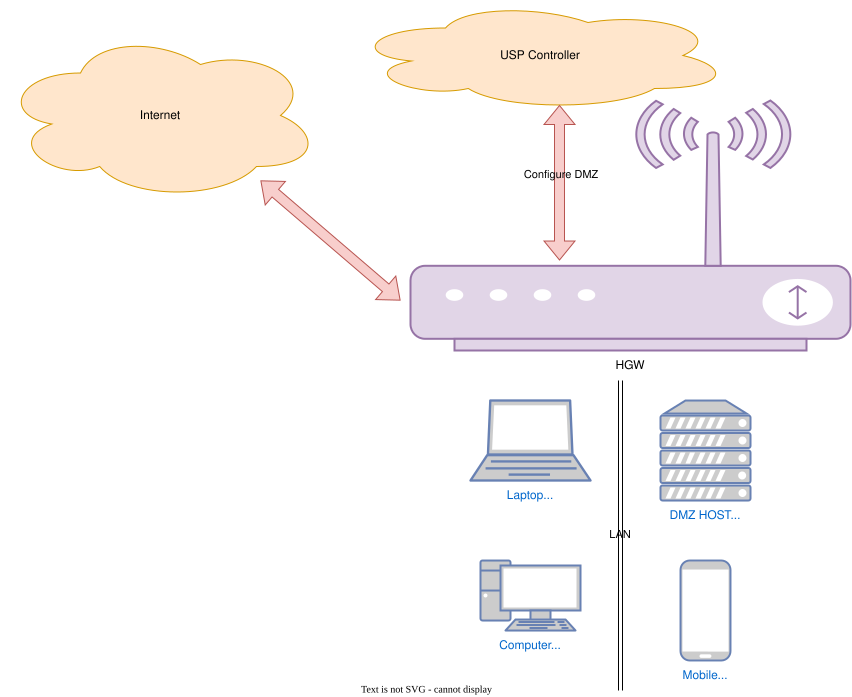 USP Controller
Internet
Configure DMZ
HGW
Laptop...
DMZ HOST...
LAN
Computer...
Mobile...
Text is not SVG - cannot display